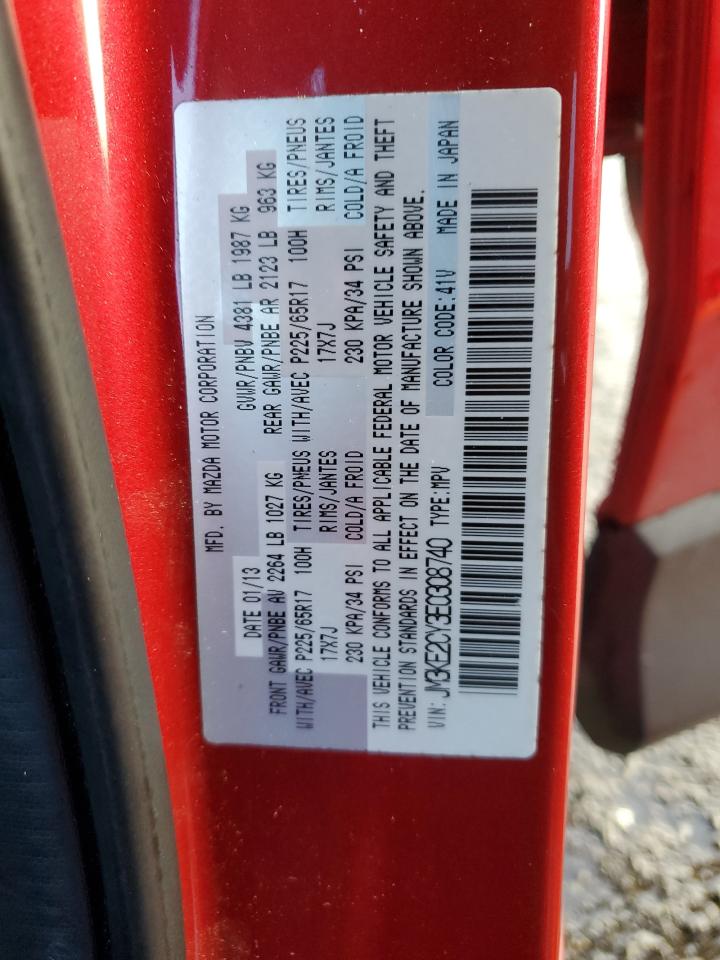 MFD. BY MAZDA MOTOR CORPORATION
DATE 01/13 GVWR/PNBV 4381 LB 1987 KG
FRONT GAWR/PNBE AV 2264 LB 1027 KG REAR GAWR/PNBE AR 2123 LB 963 KG
WITH/AVEC P225/65R17 100H TIRES/PNEUS WITH/AVEC P225/65R17 100H TIRES/PNEUS
17X7J RIMS/JANTES 17X7J RIMS/JANTES
230 KPA/34 PSI COLD/A FROID 230 KPA/34 PSI COLD/A FROID
THIS VEHICLE CONFORMS TO ALL APPLICABLE FEDERAL MOTOR VEHICLE SAFETY AND THEFT
PREVENTION STANDARDS IN EFFECT ON THE DATE OF MANUFACTURE SHOWN ABOVE.
VIN: JM3KE2CY3E0308740 TYPE:MPV COLOR CODE:41V MADE IN JAPAN